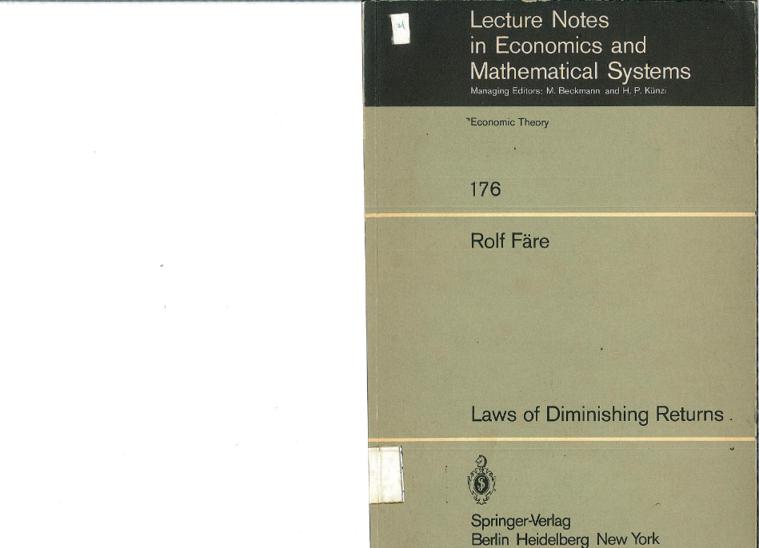 Lecture Notes
in Economics and
Mathematical Systems
Managing Editors: M. Beckmann and H. P. Künzi
Economic Theory
176
Rolf Färe
Laws of Diminishing Returns
Springer-Verlag
Berlin Heidelberg New York